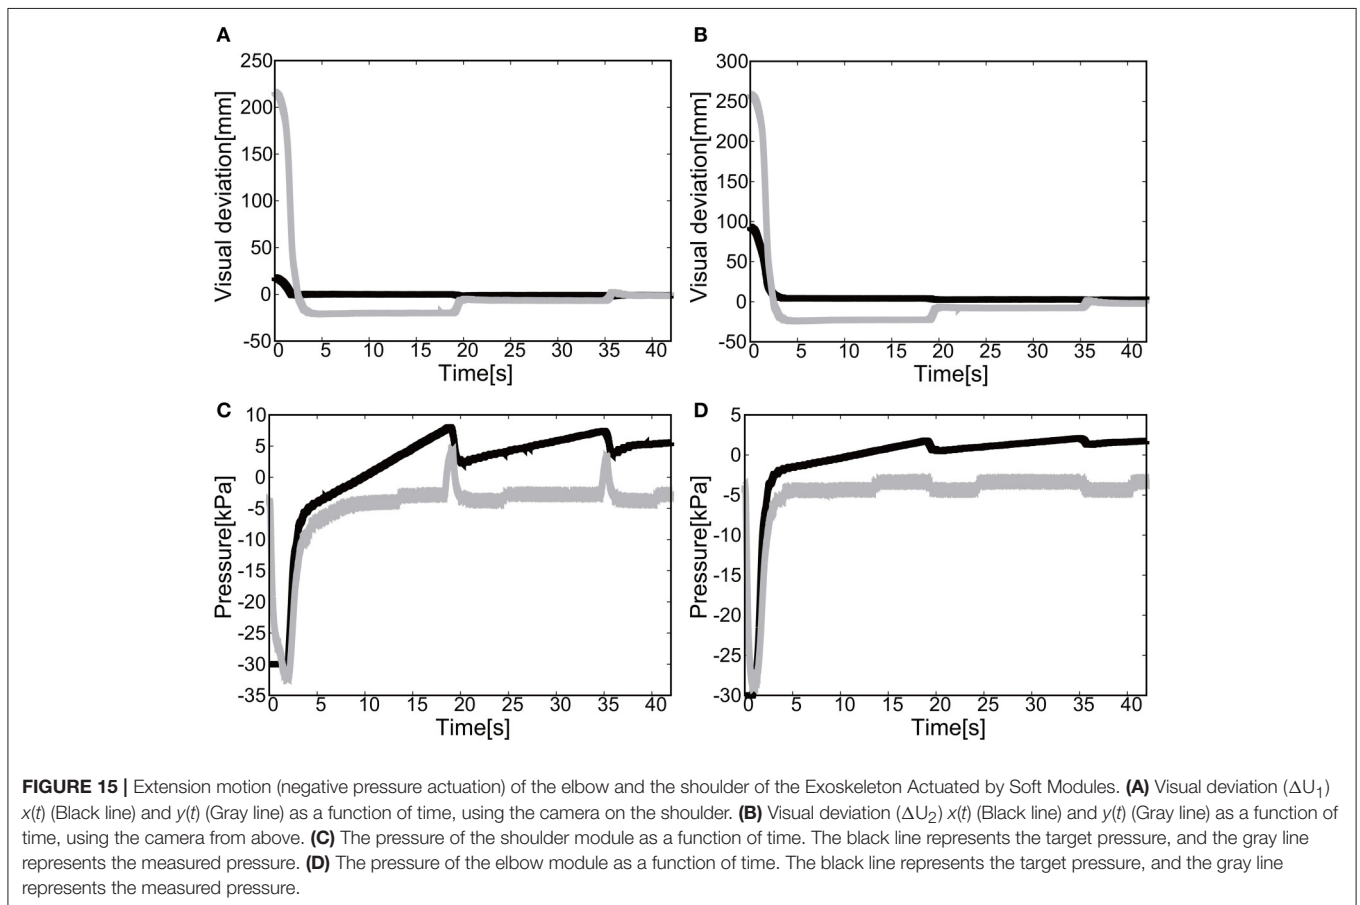 A
250
200
150
100
50
0
-50
Visual deviation[mm]
0 5 10 15 20 25 30 35 40
Time[s]
B
300
250
200
150
100
50
0
-50
Visual deviation[mm]
0 5 10 15 20 25 30 35 40
Time[s]
C
10
5
0
-5
-10
-15
-20
-25
-30
-35
Pressure[kPa]
0 5 10 15 20 25 30 35 40
Time[s]
D
5
0
-5
-10
-15
-20
-25
-30
Pressure[kPa]
0 5 10 15 20 25 30 35 40
Time[s]
FIGURE 15 | Extension motion (negative pressure actuation) of the elbow and the shoulder of the Exoskeleton Actuated by Soft Modules. (A) Visual deviation (ΔU₁)
x(t) (Black line) and y(t) (Gray line) as a function of time, using the camera on the shoulder. (B) Visual deviation (ΔU₂) x(t) (Black line) and y(t) (Gray line) as a function of
time, using the camera from above. (C) The pressure of the shoulder module as a function of time. The black line represents the target pressure, and the gray line
represents the measured pressure. (D) The pressure of the elbow module as a function of time. The black line represents the target pressure, and the gray line
represents the measured pressure.